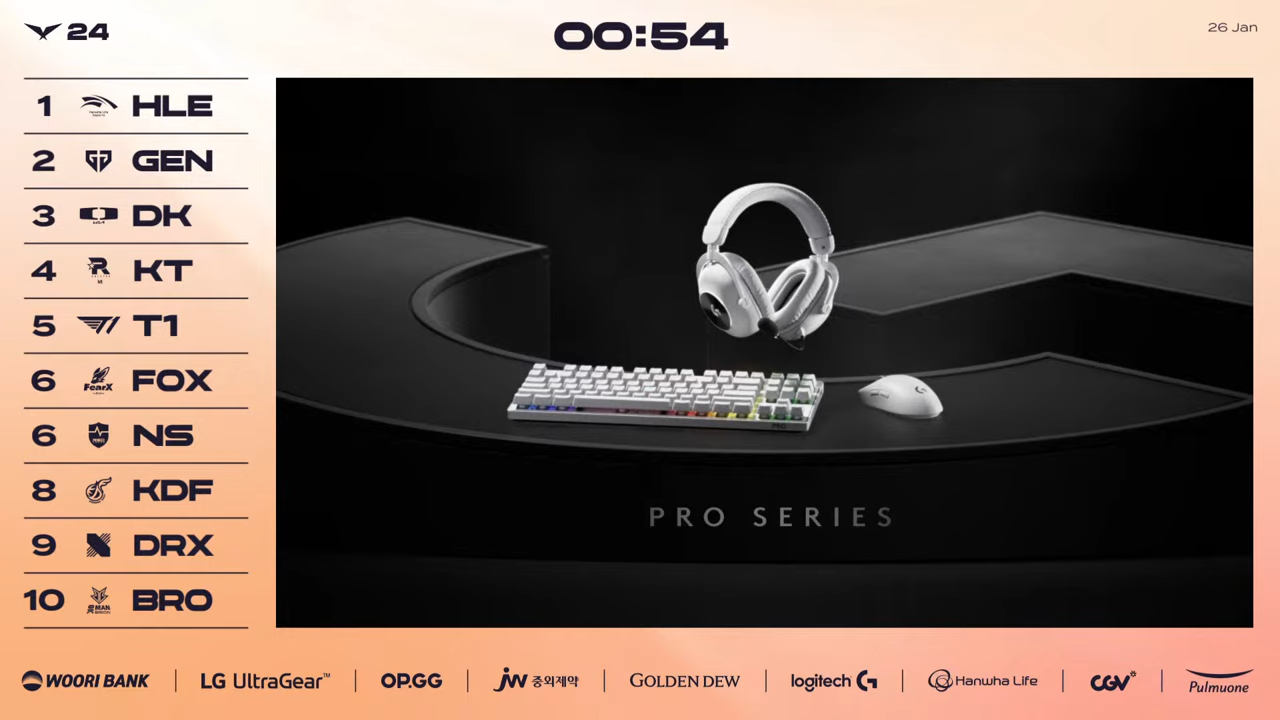 24
00:54
26 Jan
1 HLE
2 GEN
3 DK
4 KT
5 T1
6 FearX FOX
6 NS
8 KDF
9 DRX
10 BRO
PRO SERIES
WOORI BANK
LG UltraGear™
OP.GG
JW 중외제약
GOLDEN DEW
logitech G
Hanwha Life
CGV
Pulmuone